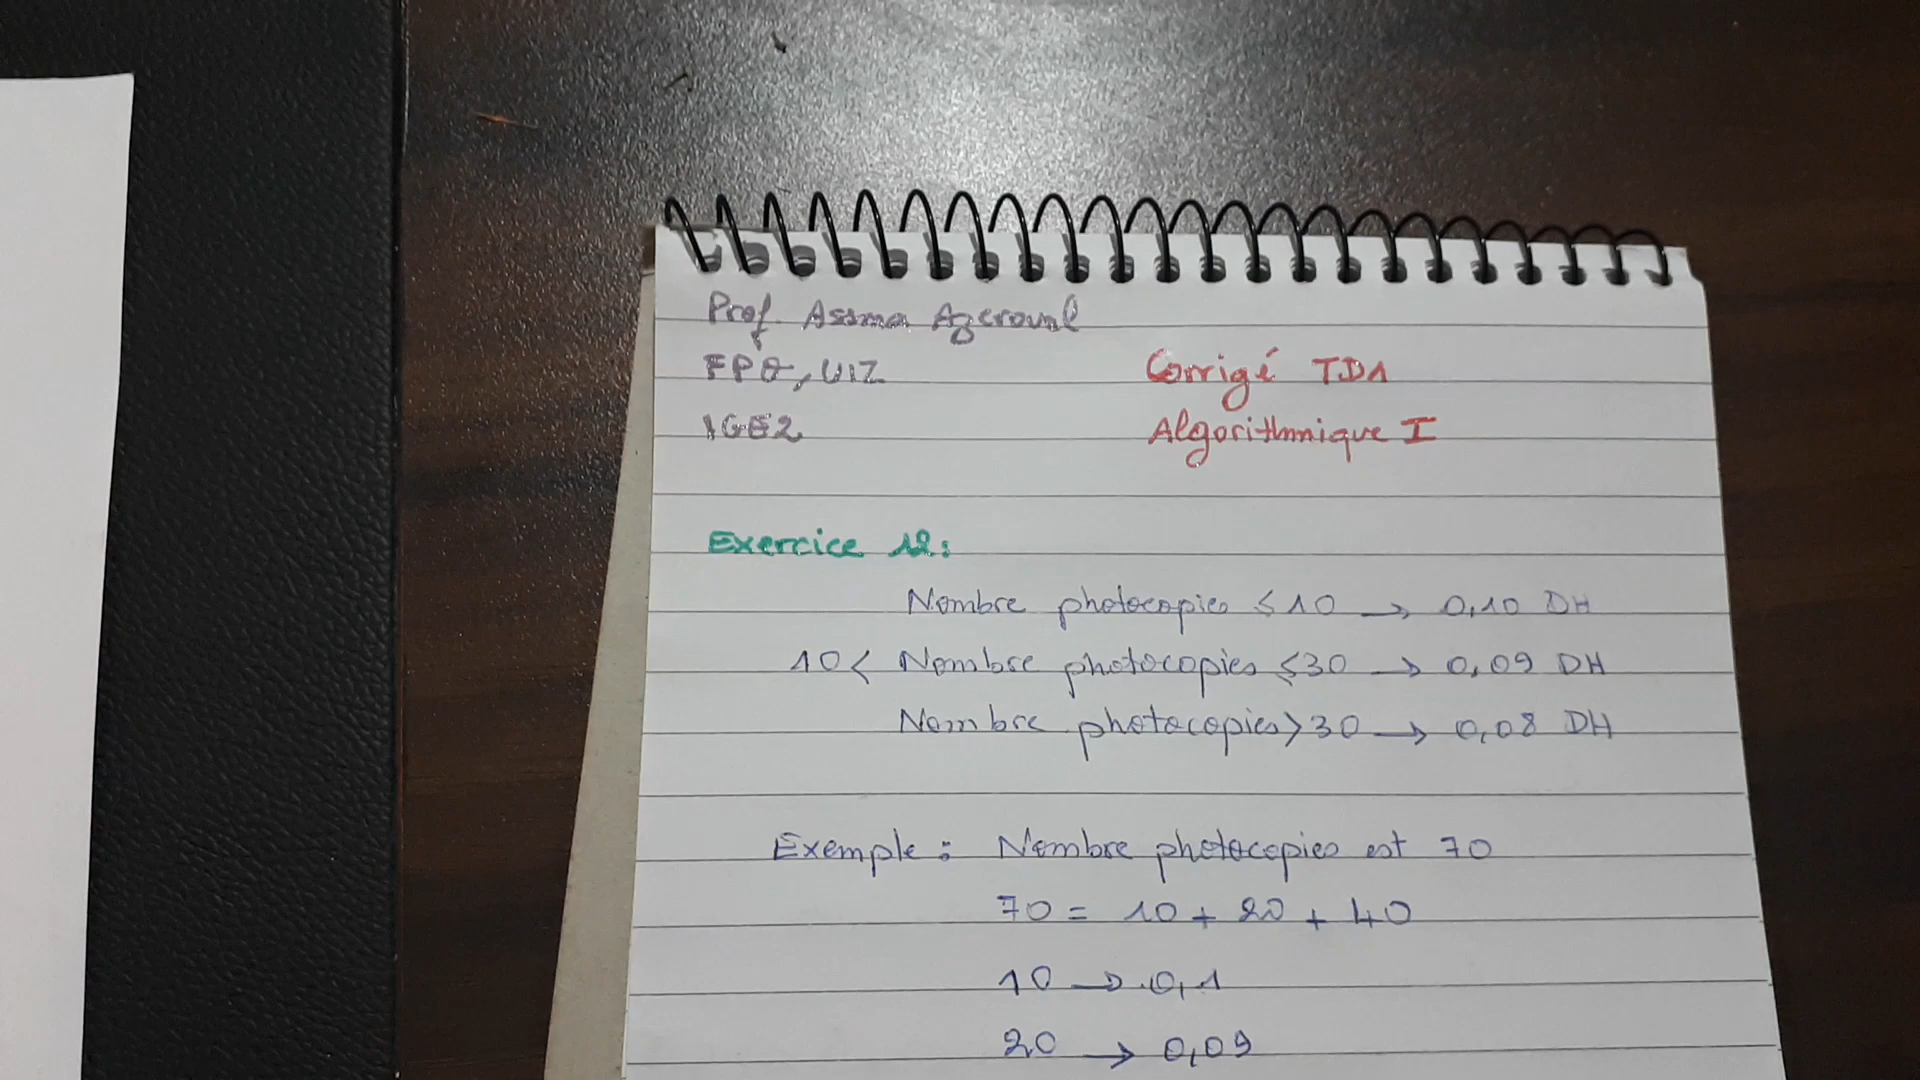 Prof. Assma Azeroual
FPO, UIZ
Corrigé TD1
IGE2
Algorithmique I
Exercice 12:
Nombre photocopies ≤ 10 → 0,10 DH
10 < Nombre photocopies ≤ 30 → 0,09 DH
Nombre photocopies > 30 → 0,08 DH
Exemple : Nombre photocopies est 70
70 = 10 + 20 + 40
10 → 0,1
20 → 0,09